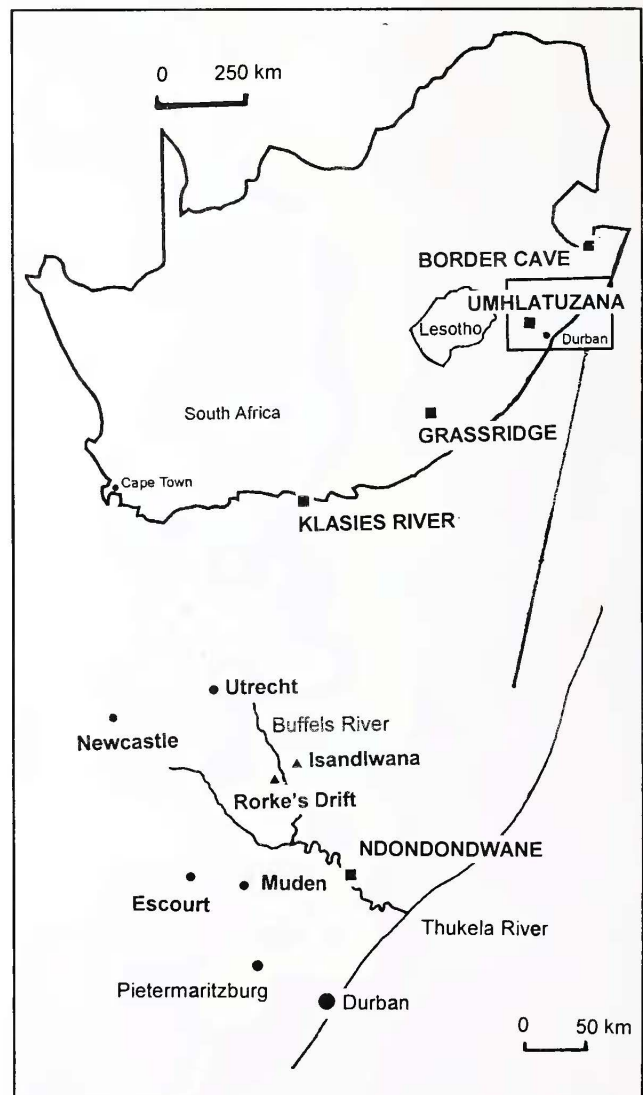 0 250 km
BORDER CAVE
UMHLATUZANA
Lesotho
Durban
South Africa
GRASSRIDGE
Cape Town
KLASIES RIVER
Utrecht
Buffels River
Newcastle
Isandlwana
Rorke's Drift
NDONDONDWANE
Muden
Escourt
Thukela River
Pietermaritzburg
Durban
0 50 km